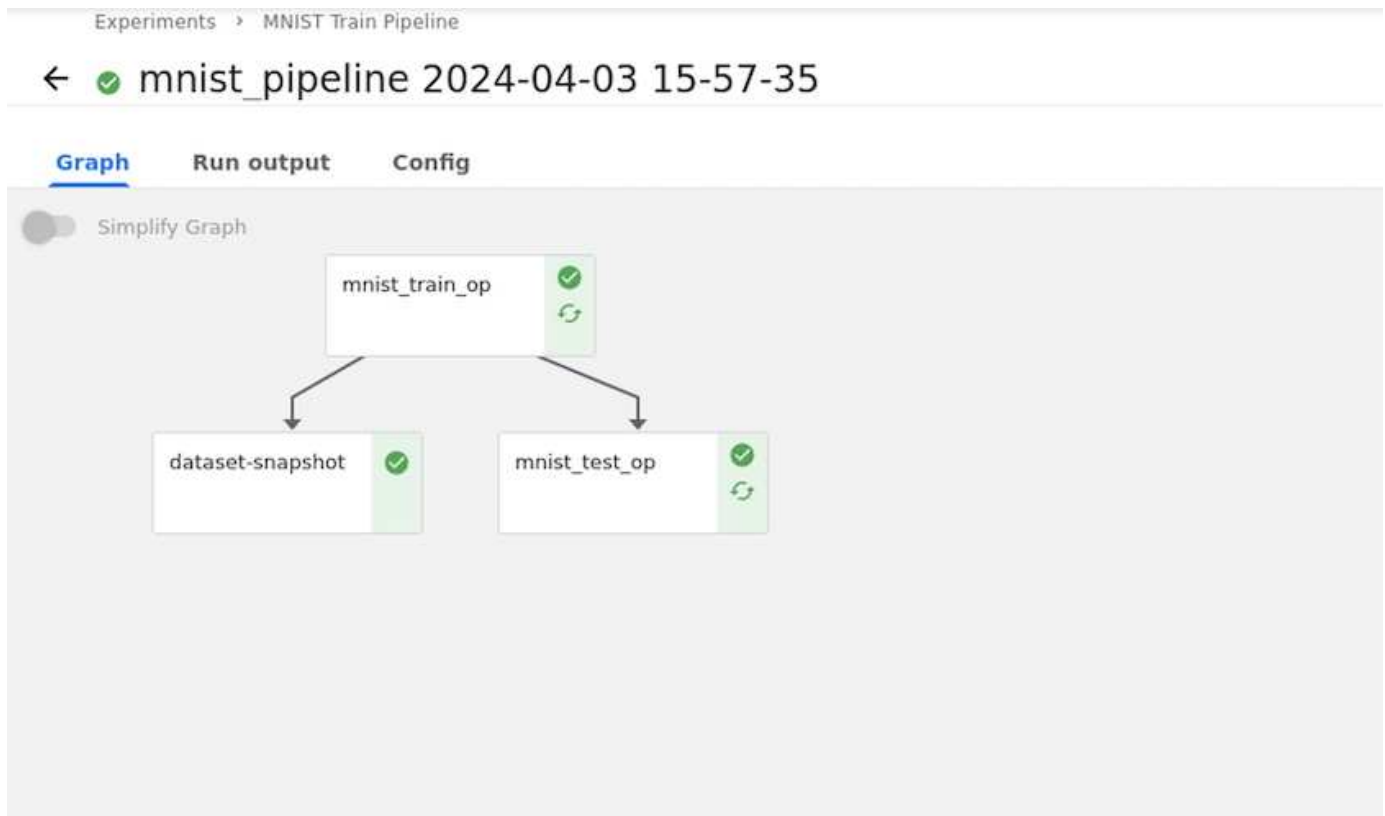 Experiments > MNIST Train Pipeline
mnist_pipeline 2024-04-03 15-57-35
Graph Run output Config
Simplify Graph
mnist_train_op
dataset-snapshot mnist_test_op